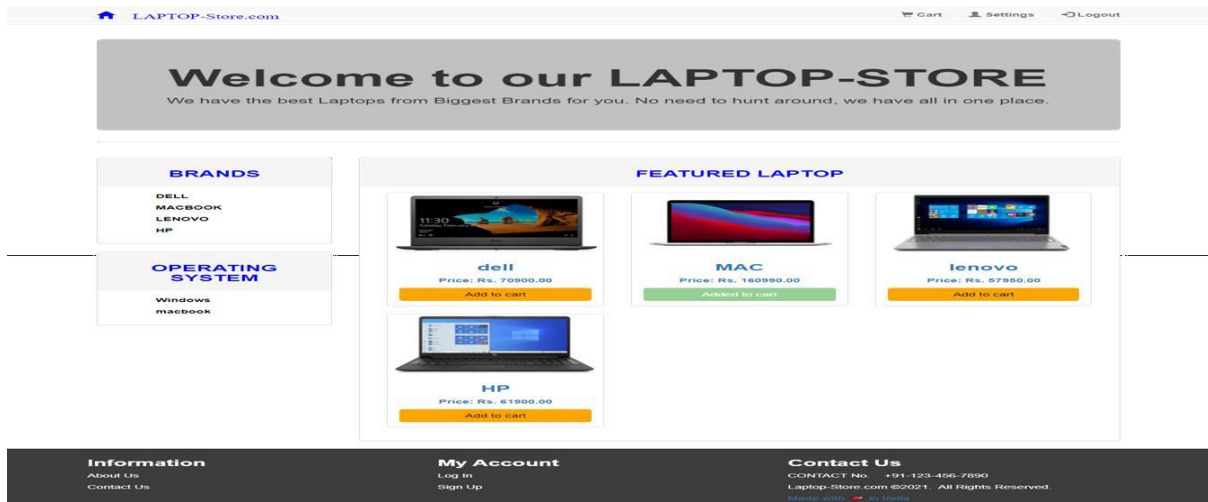 LAPTOP-Store.com
Cart Settings Logout
Welcome to our LAPTOP-STORE
We have the best Laptops from Biggest Brands for you. No need to hunt around, we have all in one place.
BRANDS
DELL
MACBOOK
LENOVO
HP
OPERATING
SYSTEM
Windows
macbook
FEATURED LAPTOP
11:30
dell
Price: Rs. 70900.00
Add to cart
MAC
Price: Rs. 160990.00
Added to cart
lenovo
Price: Rs. 57950.00
Add to cart
HP
Price: Rs. 61900.00
Add to cart
Information
About Us
Contact Us
My Account
Log In
Sign Up
Contact Us
CONTACT No. +91-123-456-7890
Laptop-Store.com ©2021. All Rights Reserved.
Made with in India